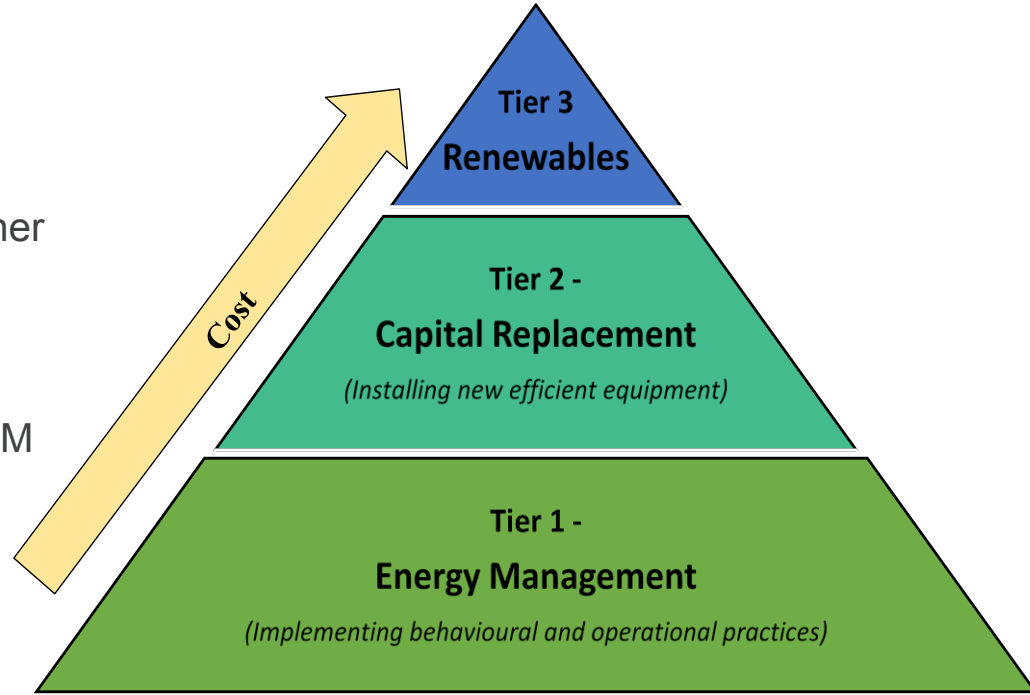 Tier 3
Renewables
Cost
Tier 2 -
Capital Replacement
(Installing new efficient equipment)
Tier 1 -
Energy Management
(Implementing behavioural and operational practices)